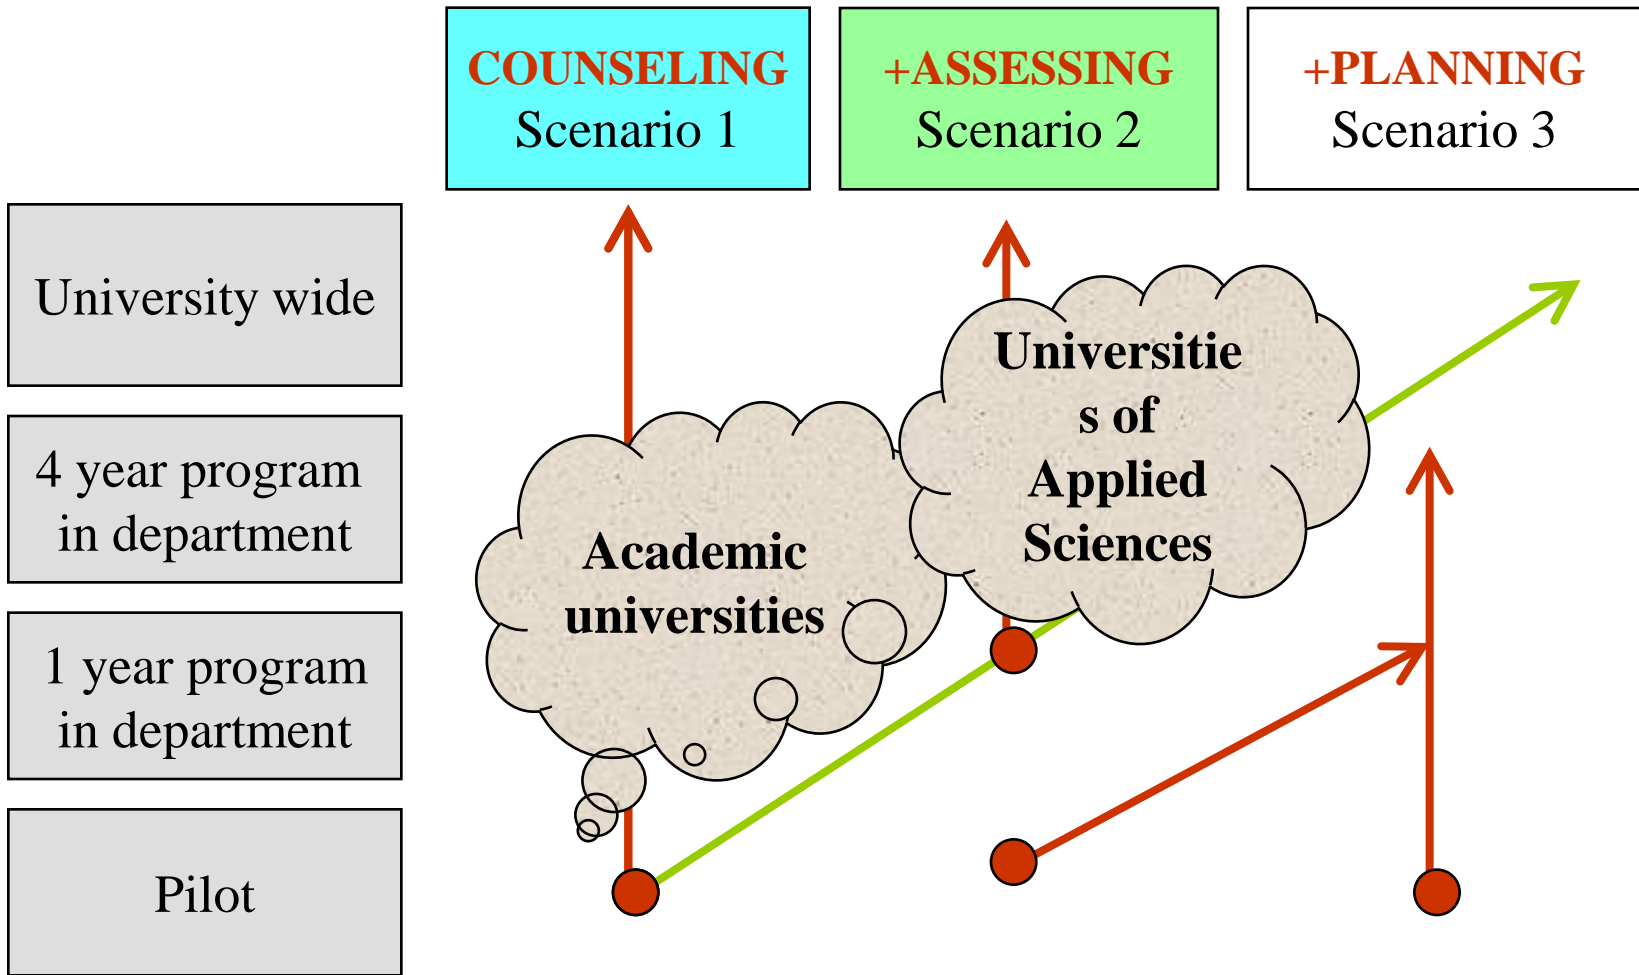 COUNSELING
Scenario 1
+ASSESSING
Scenario 2
+PLANNING
Scenario 3
University wide
4 year program
in department
1 year program
in department
Pilot
Academic
universities
Universitie
s of
Applied
Sciences